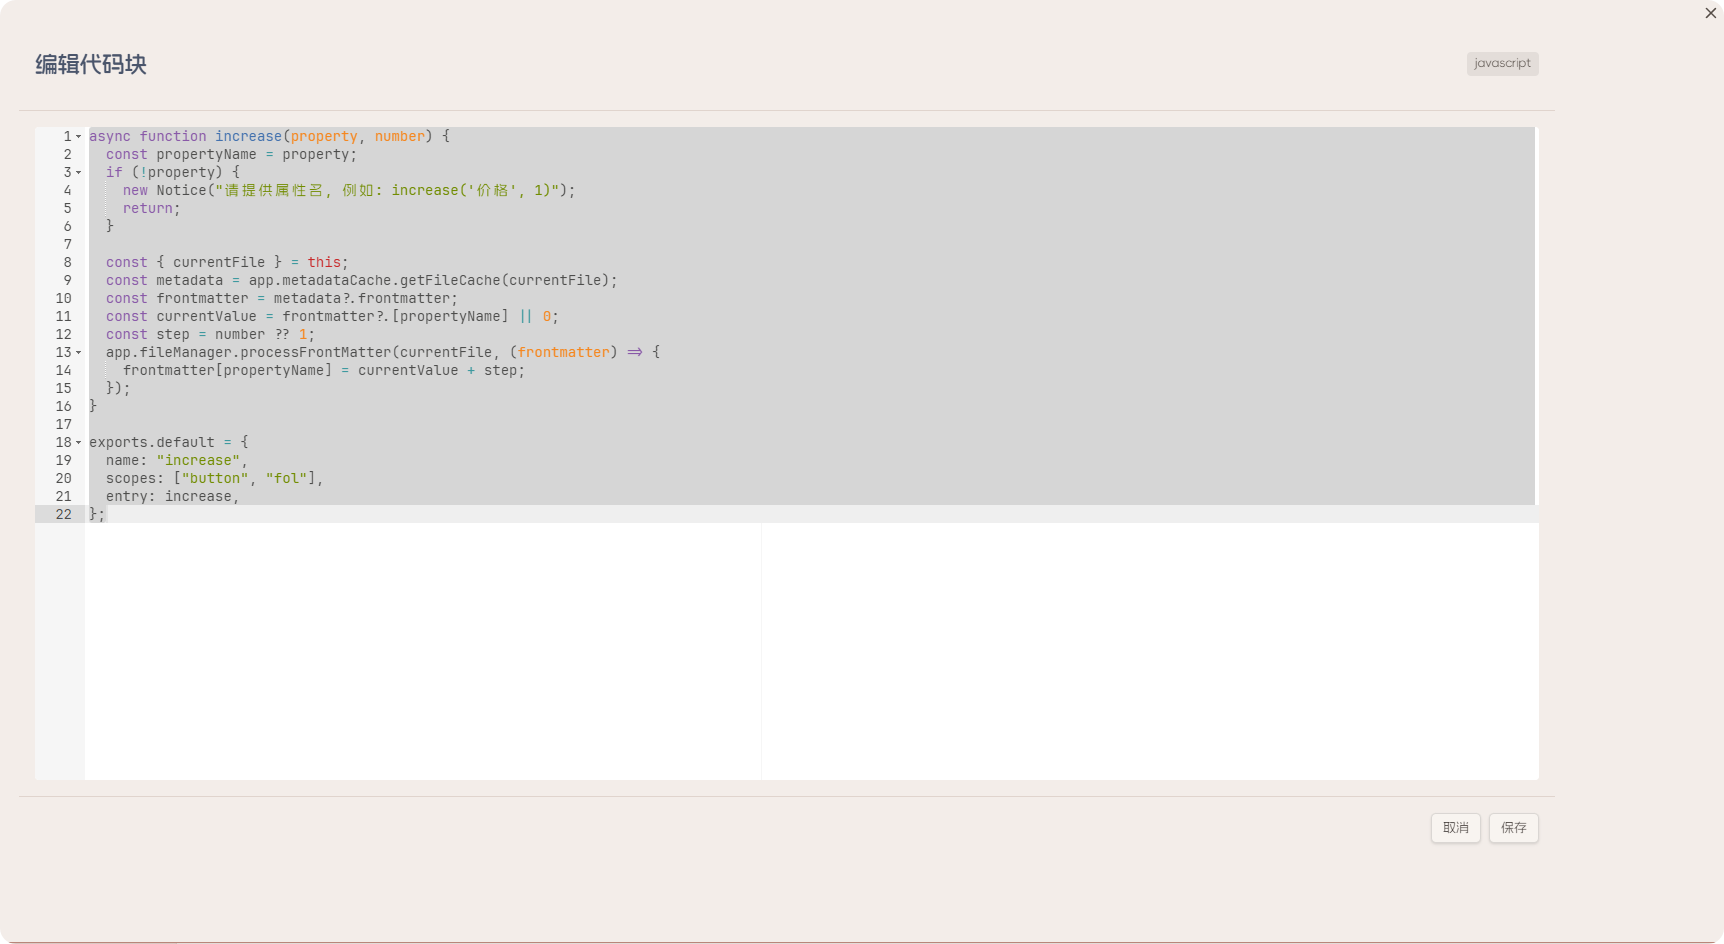 编辑代码块
javascript
1 async function increase(property, number) {
2   const propertyName = property;
3   if (!property) {
4     new Notice("请提供属性名, 例如: increase('价格', 1)");
5     return;
6   }
7
8   const { currentFile } = this;
9   const metadata = app.metadataCache.getFileCache(currentFile);
10   const frontmatter = metadata?.frontmatter;
11   const currentValue = frontmatter?.[propertyName] || 0;
12   const step = number ?? 1;
13   app.fileManager.processFrontMatter(currentFile, (frontmatter) => {
14     frontmatter[propertyName] = currentValue + step;
15   });
16 }
17
18 exports.default = {
19   name: "increase",
20   scopes: ["button", "fol"],
21   entry: increase,
22 };
取消 保存